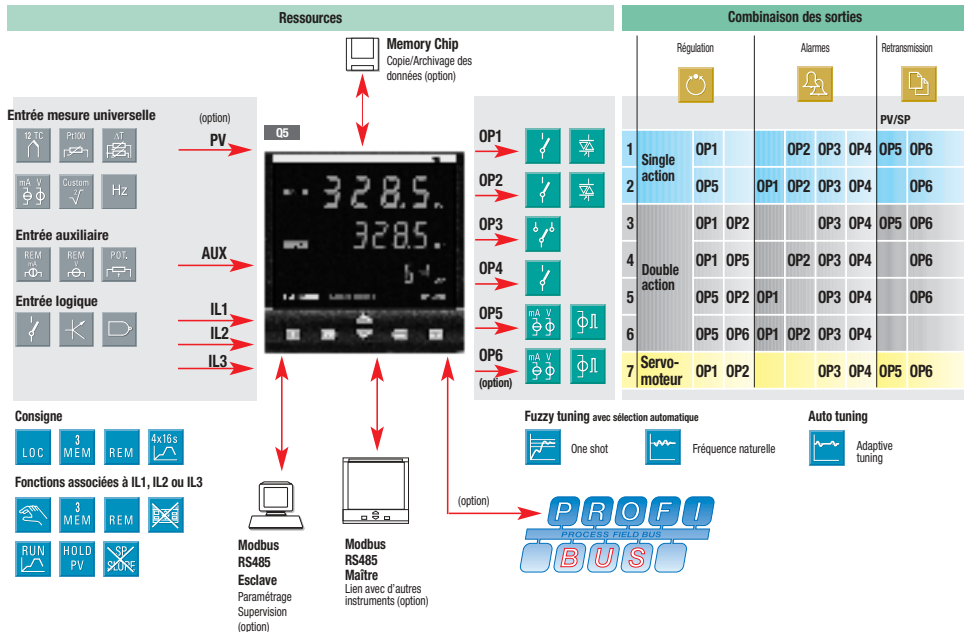 Ressources
Memory Chip
Copie/Archivage des
données (option)
Entrée mesure universelle
(option)
12 TC
Pt100
ΔT
mA V
Custom
√
Hz
PV
Entrée auxiliaire
REM
mA
REM
V
POT.
AUX
Entrée logique
IL1
IL2
IL3
Q5
328.5
328.5
OP1
OP2
OP3
OP4
OP5
mA V
OP6
(option)
mA V
Consigne
LOC
3
MEM
REM
4x16s
Fonctions associées à IL1, IL2 ou IL3
3
MEM
REM
RUN
HOLD
PV
SP
SLOPE
Modbus
RS485
Esclave
Paramétrage
Supervision
(option)
Modbus
RS485
Maître
Lien avec d'autres
instruments (option)
(option)
PROFI
PROCESS FIELD BUS
BUS
Combinaison des sorties
Régulation Alarmes Retransmission
PV/SP
1 Single action OP1 OP2 OP3 OP4 OP5 OP6
2 OP5 OP1 OP2 OP3 OP4 OP6
3 OP1 OP2 OP3 OP4 OP5 OP6
4 Double action OP1 OP5 OP2 OP3 OP4 OP6
5 OP5 OP2 OP1 OP3 OP4 OP6
6 OP5 OP6 OP1 OP2 OP3 OP4
7 Servo-moteur OP1 OP2 OP3 OP4 OP5 OP6
Fuzzy tuning avec sélection automatique
One shot
Fréquence naturelle
Auto tuning
Adaptive
tuning